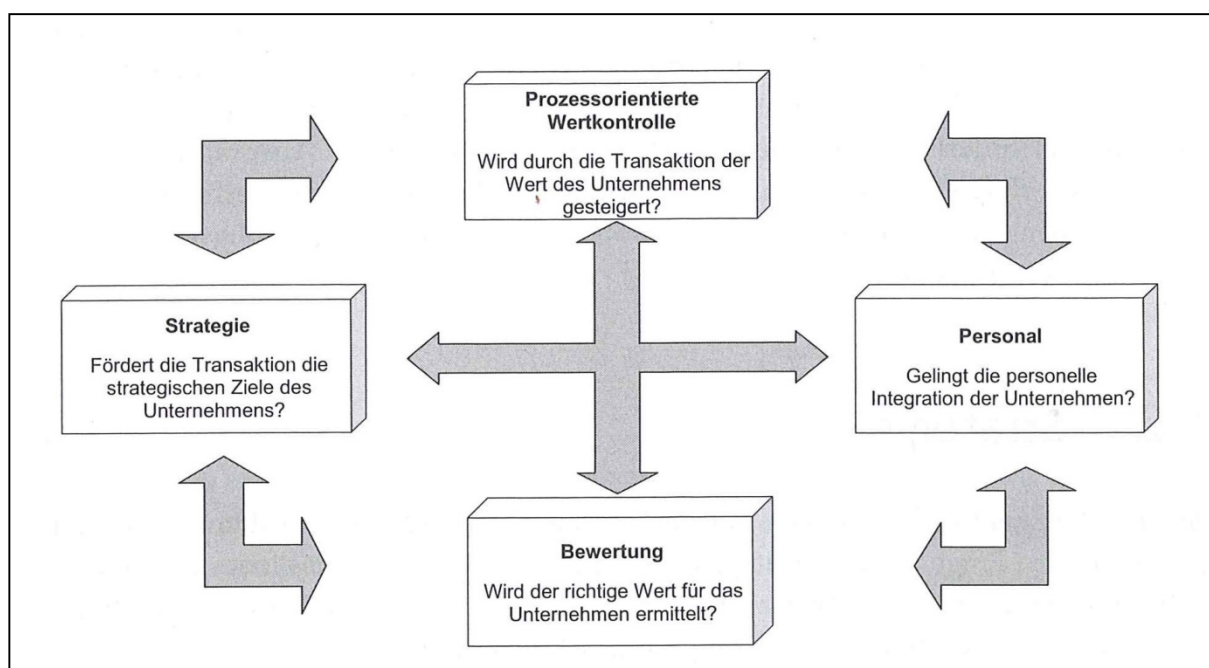 Prozessorientierte
Wertkontrolle
Wird durch die Transaktion der
Wert des Unternehmens
gesteigert?
Strategie
Fördert die Transaktion die
strategischen Ziele des
Unternehmens?
Personal
Gelingt die personelle
Integration der Unternehmen?
Bewertung
Wird der richtige Wert für das
Unternehmen ermittelt?